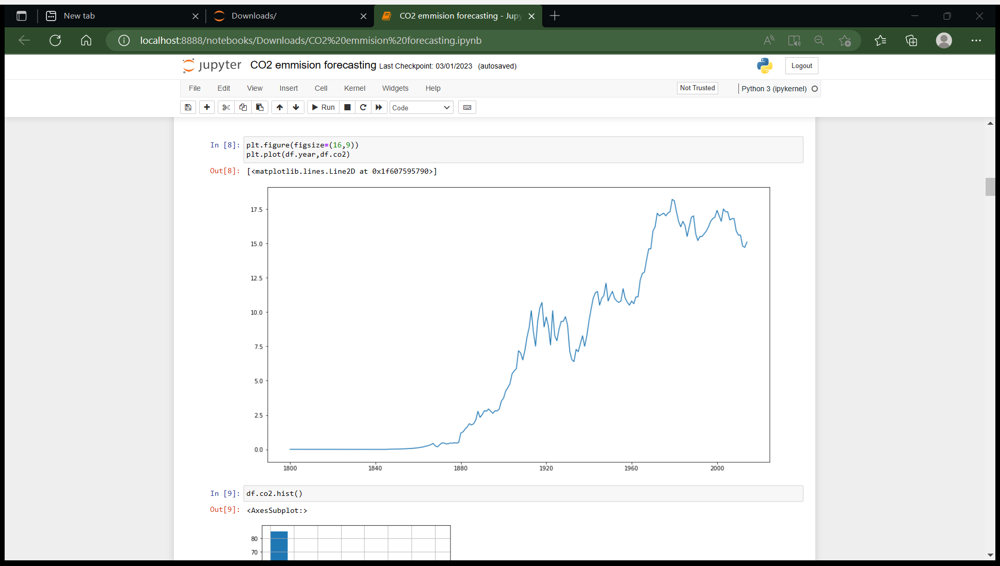 New tab
Downloads/
CO2 emmision forecasting - Jupy
localhost:8888/notebooks/Downloads/CO2%20emmision%20forecasting.ipynb
jupyter CO2 emmision forecasting Last Checkpoint: 03/01/2023 (autosaved)
Logout
File Edit View Insert Cell Kernel Widgets Help
Not Trusted
Python 3 (ipykernel)
Run
Code
In [8]: plt.figure(figsize=(16,9))
plt.plot(df.year,df.co2)
Out[8]: [<matplotlib.lines.Line2D at 0x1f607595790>]
17.5
15.0
12.5
10.0
7.5
5.0
2.5
0.0
1800 1840 1880 1920 1960 2000
In [9]: df.co2.hist()
Out[9]: <AxesSubplot:>
80
70